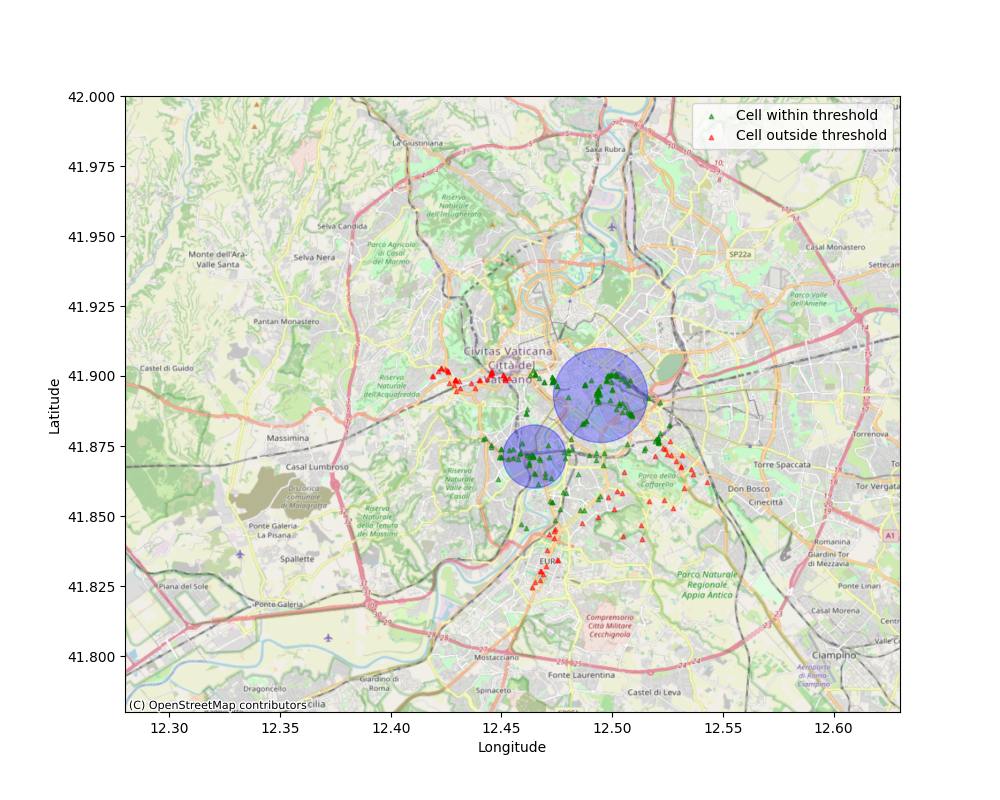 42.000
41.975
41.950
41.925
41.900
41.875
41.850
41.825
41.800
Latitude
12.30
12.35
12.40
12.45
12.50
12.55
12.60
Longitude
Cell within threshold
Cell outside threshold
La Giustiniana
Saxa Rubra
Riserva
Naturale
dell'Insugherata
Selva Candida
Parco Agricolo
di Casal
del Marmo
Monte dell'Ara-
Valle Santa
Selva Nera
SP22a
Casal Monastero
Settecam
Parco Valle
dell'Aniene
Pantan Monastero
Castel di Guido
Civitas Vaticana
Città del
Vaticano
Riserva
Naturale
dell'Acquafredda
Massimina
Casal Lumbroso
Torrenova
Torre Spaccata
Tor Vergata
Don Bosco
Cinecittà
Parco della
Caffarella
Riserva
Naturale
di Valle dei
Casali
Discarica
comunale
di Malagrotta
Riserva
Naturale
della Tenuta
dei Massimi
Ponte Galeria-
La Pisana
Spallette
A1
Romanina
Giardini Tor
di Mezzavia
Piana del Sole
Ponte Galeria
EUR
Parco Naturale
Regionale
Appia Antica
Ponte Linari
Casal Morena
Comprensorio
Città Militare
Cecchignola
Ciampino
Aeroporto
di Roma-
Ciampino
Mostacciano
Fonte Laurentina
Giardino di
Roma
Dragoncello
Spinaceto
Castel di Leva
(C) OpenStreetMap contributors